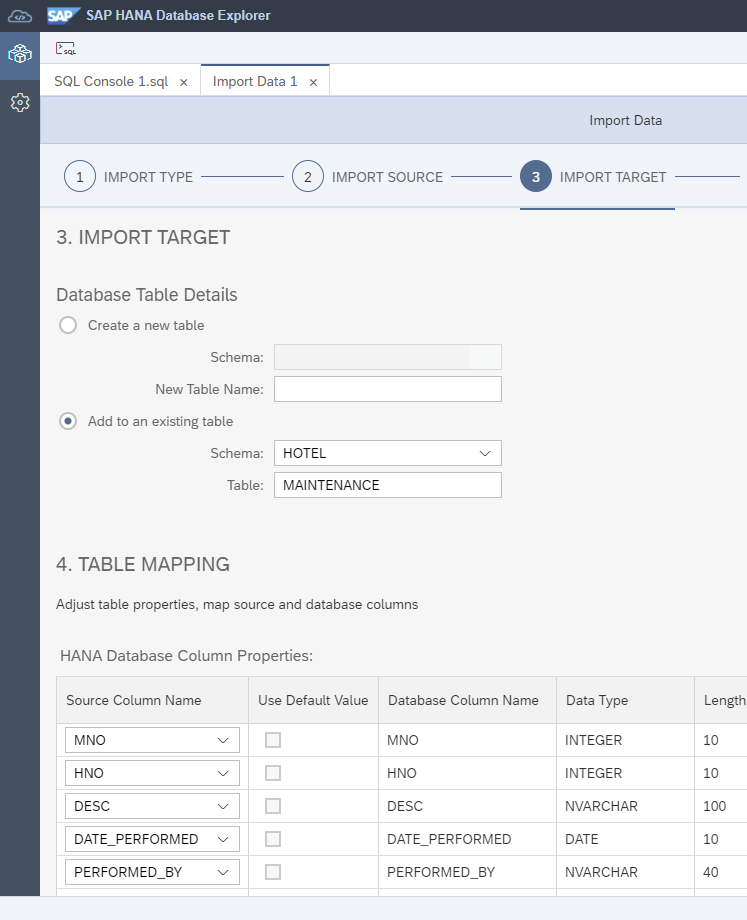 SAP SAP HANA Database Explorer
SQL
SQL Console 1.sql × Import Data 1 ×
Import Data
1 IMPORT TYPE 2 IMPORT SOURCE 3 IMPORT TARGET
3. IMPORT TARGET
Database Table Details
Create a new table
Schema:
New Table Name:
Add to an existing table
Schema: HOTEL
Table: MAINTENANCE
4. TABLE MAPPING
Adjust table properties, map source and database columns
HANA Database Column Properties:
Source Column Name Use Default Value Database Column Name Data Type Length
MNO MNO INTEGER 10
HNO HNO INTEGER 10
DESC DESC NVARCHAR 100
DATE_PERFORMED DATE_PERFORMED DATE 10
PERFORMED_BY PERFORMED_BY NVARCHAR 40